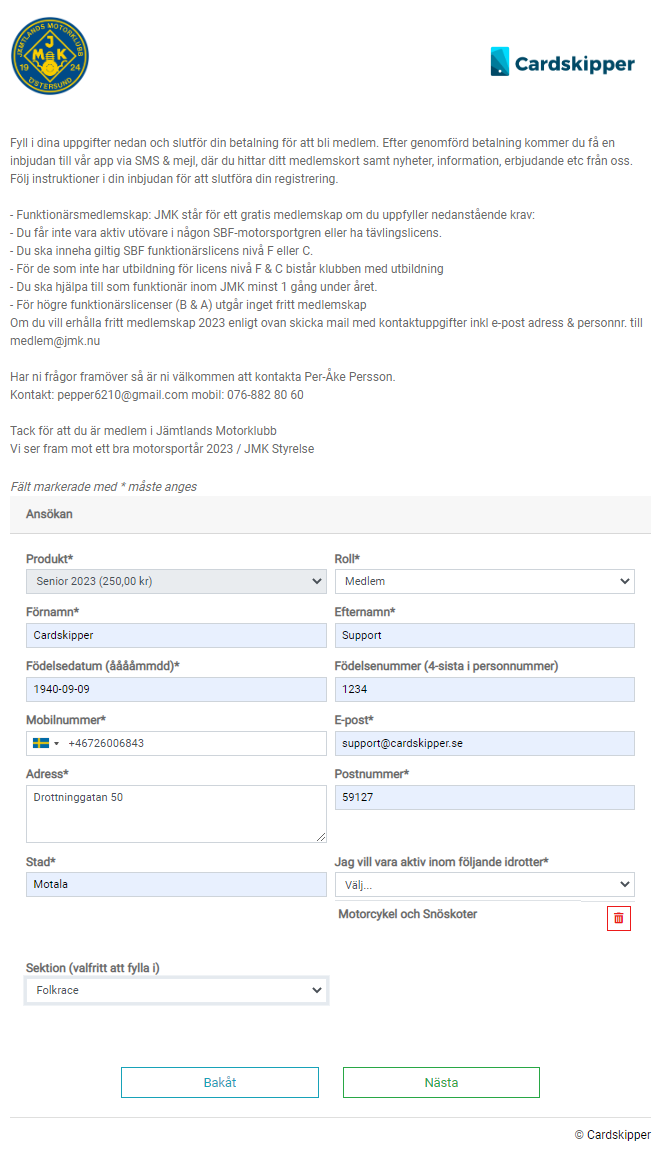 JÄMTLANDS MOTORKLUBB
J
M K
19 24
ÖSTERSUND
Cardskipper
Fyll i dina uppgifter nedan och slutför din betalning för att bli medlem. Efter genomförd betalning kommer du få en
inbjudan till vår app via SMS & mejl, där du hittar ditt medlemskort samt nyheter, information, erbjudande etc från oss.
Följ instruktioner i din inbjudan för att slutföra din registrering.
- Funktionärsmedlemskap: JMK står för ett gratis medlemskap om du uppfyller nedanstående krav:
- Du får inte vara aktiv utövare i någon SBF-motorsportgren eller ha tävlingslicens.
- Du ska inneha giltig SBF funktionärslicens nivå F eller C.
- För de som inte har utbildning för licens nivå F & C bistår klubben med utbildning
- Du ska hjälpa till som funktionär inom JMK minst 1 gång under året.
- För högre funktionärslicenser (B & A) utgår inget fritt medlemskap
Om du vill erhålla fritt medlemskap 2023 enligt ovan skicka mail med kontaktuppgifter inkl e-post adress & personnr. till
medlem@jmk.nu
Har ni frågor framöver så är ni välkommen att kontakta Per-Åke Persson.
Kontakt: pepper6210@gmail.com mobil: 076-882 80 60
Tack för att du är medlem i Jämtlands Motorklubb
Vi ser fram mot ett bra motorsportår 2023 / JMK Styrelse
Fält markerade med * måste anges
Ansökan
Produkt* Roll*
Senior 2023 (250,00 kr) Medlem
Förnamn* Efternamn*
Cardskipper Support
Födelsedatum (ååååmmdd)* Födelsenummer (4-sista i personnummer)
1940-09-09 1234
Mobilnummer* E-post*
+46726006843 support@cardskipper.se
Adress* Postnummer*
Drottninggatan 50 59127
Stad* Jag vill vara aktiv inom följande idrotter*
Motala Välj...
Motorcykel och Snöskoter
Sektion (valfritt att fylla i)
Folkrace
Bakåt Nästa
© Cardskipper